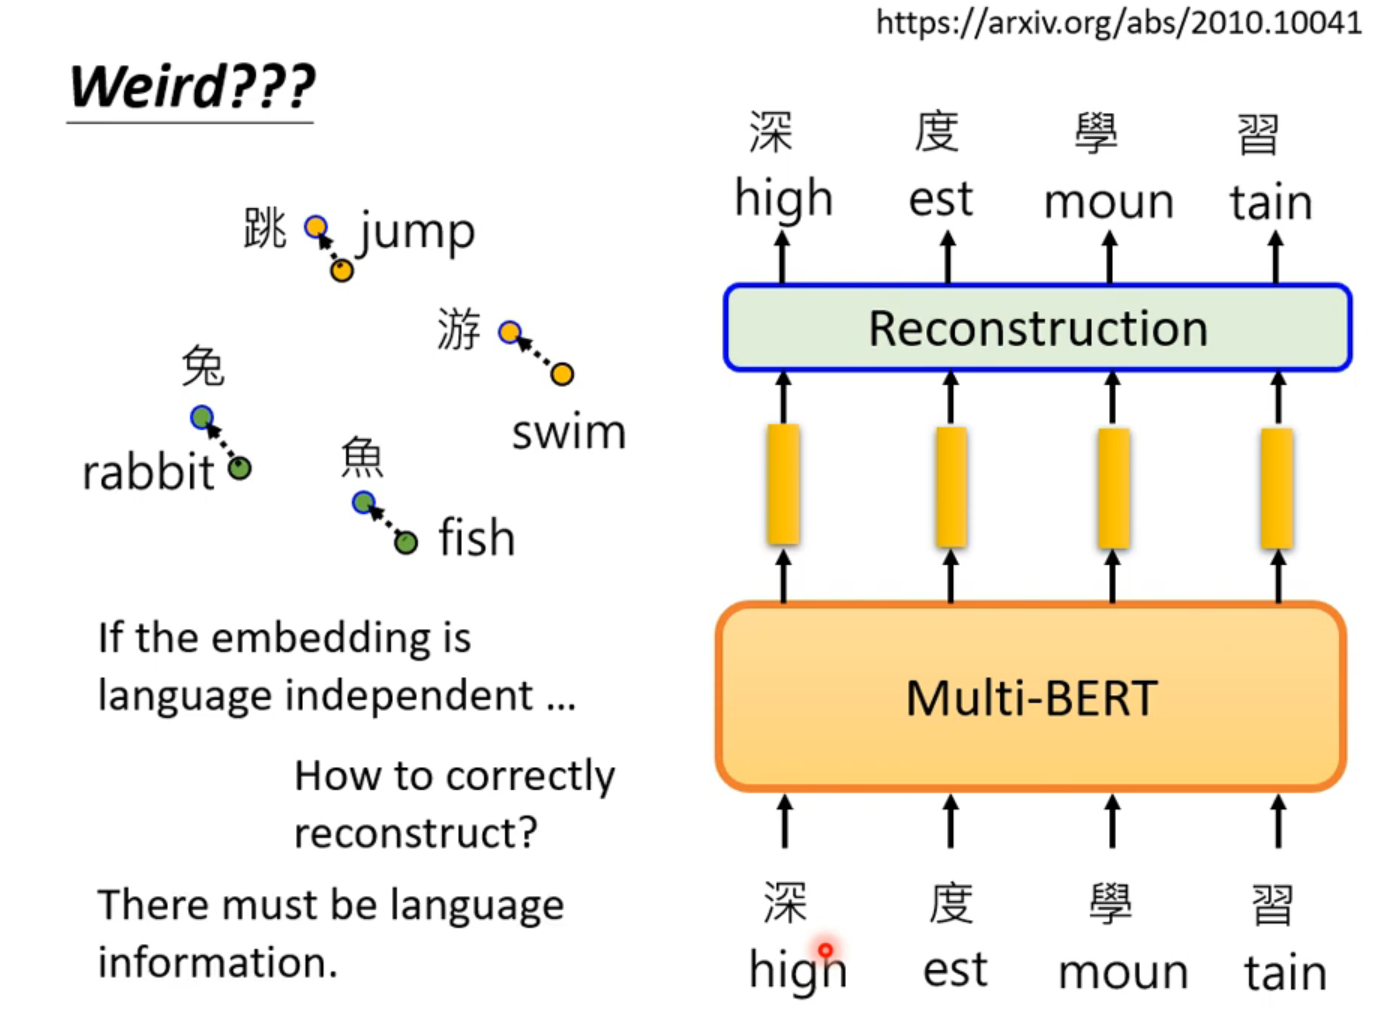 https://arxiv.org/abs/2010.10041
Weird???
跳 jump
游
swim
兔
rabbit
魚
fish
If the embedding is
language independent ...
How to correctly
reconstruct?
There must be language
information.
深 度 學 習
high est moun tain
Reconstruction
Multi-BERT
深 度 學 習
high est moun tain